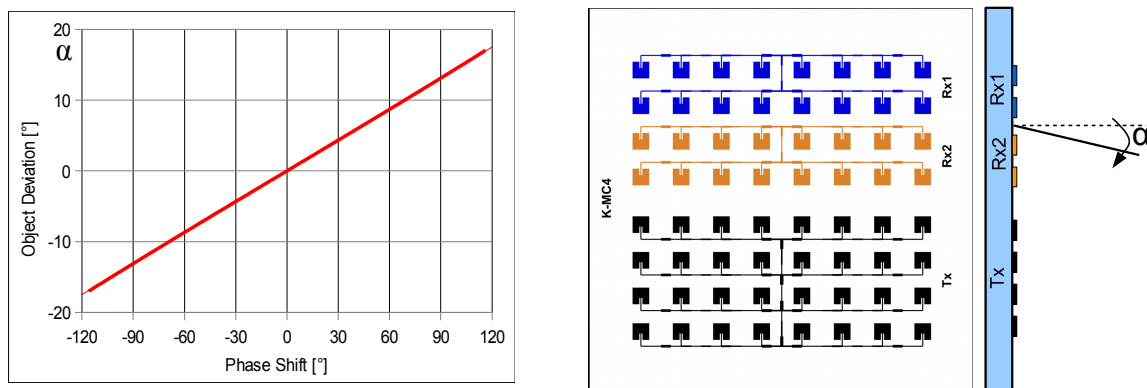 20
α
10
0
-10
-20
Object Deviation [°]
-120 -90 -60 -30 0 30 60 90 120
Phase Shift [°]
K-MC4
Rx1
Rx2
Tx
Rx1
Rx2
Tx
α